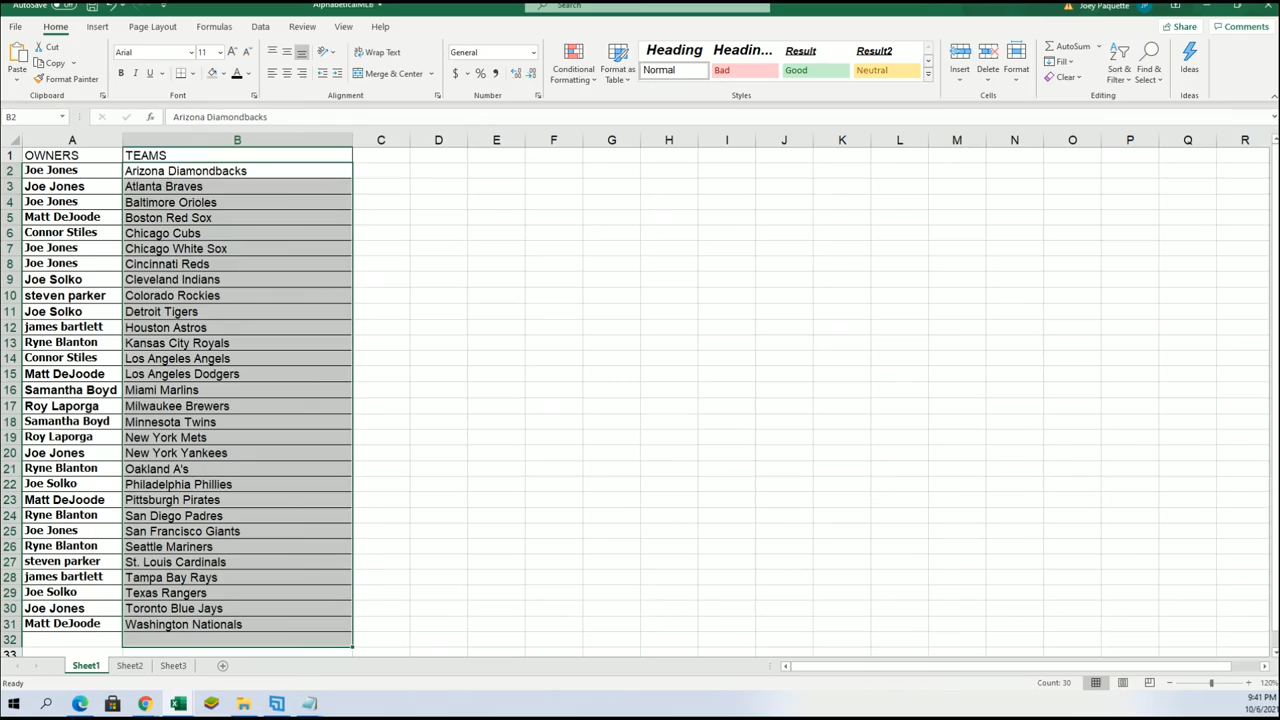 AutoSave
AlphabeticalMLB
Search
Joey Paquette
JP
File Home Insert Page Layout Formulas Data Review View Help
Share Comments
Paste
Cut
Copy
Format Painter
Clipboard
Arial 11
B I U
Font
Wrap Text
Merge & Center
Alignment
General
$ % 9
Number
Conditional Formatting
Format as Table
Heading Headin... Result Result2
Normal Bad Good Neutral
Styles
Insert Delete Format
Cells
AutoSum
Fill
Clear
Sort & Filter
Find & Select
Editing
Ideas
Ideas
B2 fx Arizona Diamondbacks
A B C D E F G H I J K L M N O P Q R
1 OWNERS TEAMS
2 Joe Jones Arizona Diamondbacks
3 Joe Jones Atlanta Braves
4 Joe Jones Baltimore Orioles
5 Matt DeJoode Boston Red Sox
6 Connor Stiles Chicago Cubs
7 Joe Jones Chicago White Sox
8 Joe Jones Cincinnati Reds
9 Joe Solko Cleveland Indians
10 steven parker Colorado Rockies
11 Joe Solko Detroit Tigers
12 james bartlett Houston Astros
13 Ryne Blanton Kansas City Royals
14 Connor Stiles Los Angeles Angels
15 Matt DeJoode Los Angeles Dodgers
16 Samantha Boyd Miami Marlins
17 Roy Laporga Milwaukee Brewers
18 Samantha Boyd Minnesota Twins
19 Roy Laporga New York Mets
20 Joe Jones New York Yankees
21 Ryne Blanton Oakland A's
22 Joe Solko Philadelphia Phillies
23 Matt DeJoode Pittsburgh Pirates
24 Ryne Blanton San Diego Padres
25 Joe Jones San Francisco Giants
26 Ryne Blanton Seattle Mariners
27 steven parker St. Louis Cardinals
28 james bartlett Tampa Bay Rays
29 Joe Solko Texas Rangers
30 Joe Jones Toronto Blue Jays
31 Matt DeJoode Washington Nationals
32
33
Sheet1 Sheet2 Sheet3
Ready Count: 30 120%
9:41 PM
10/6/2021